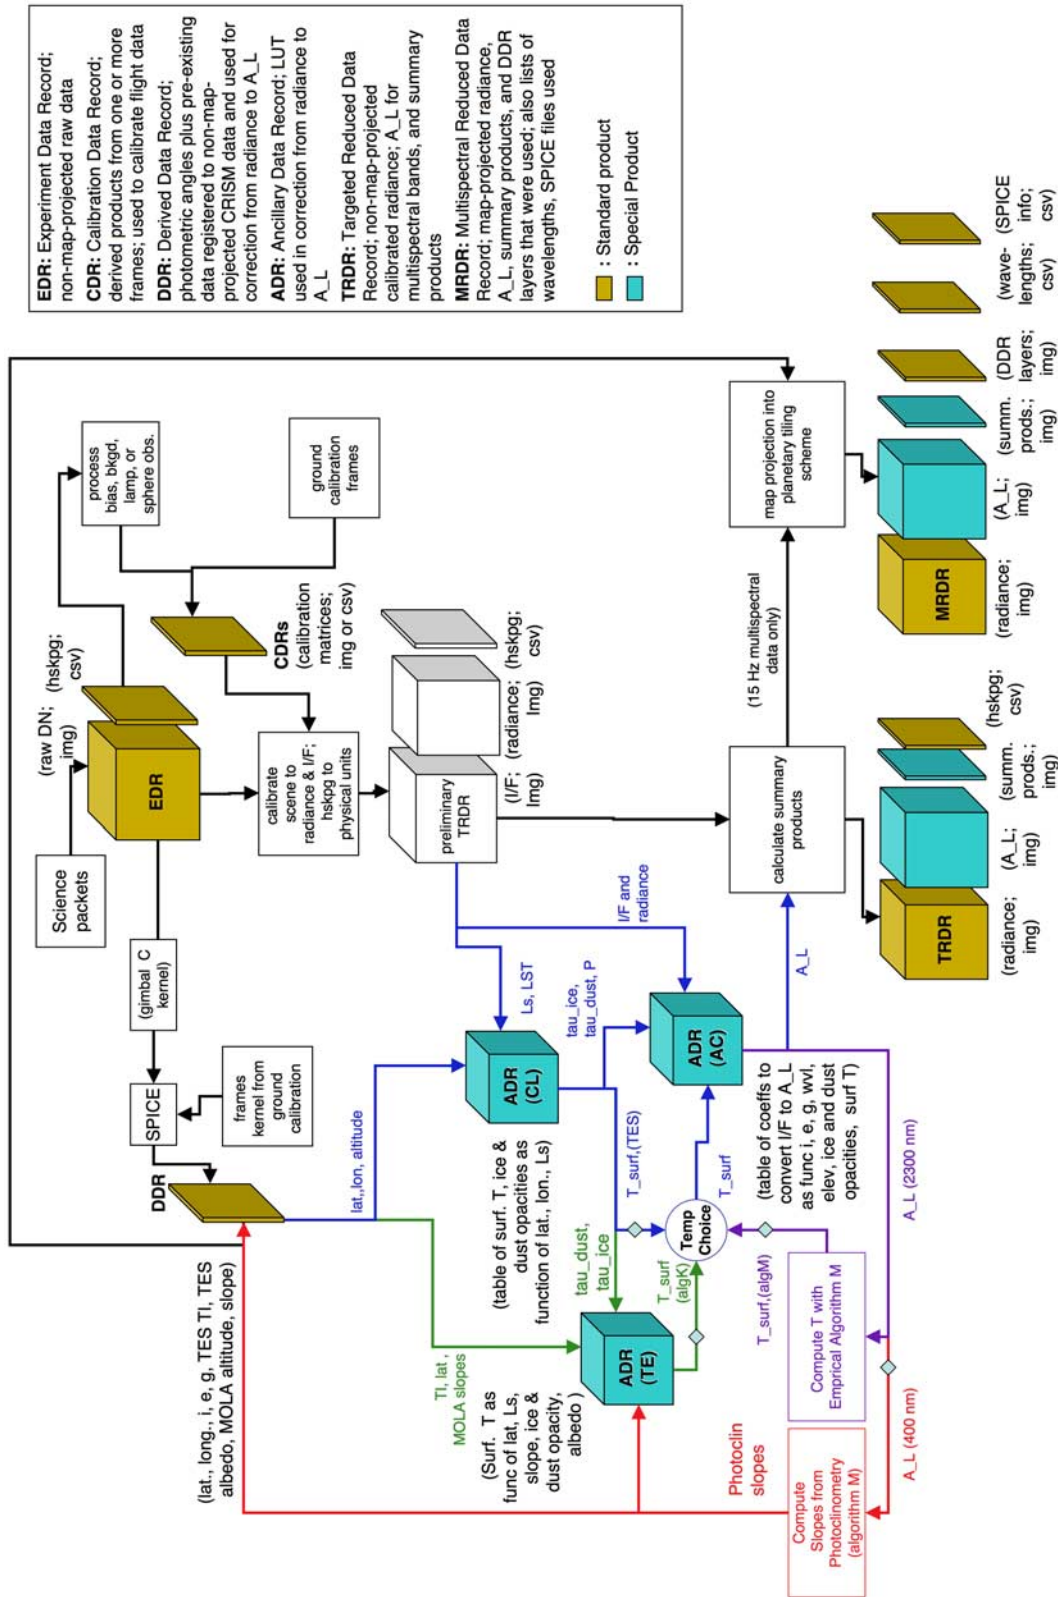 Science
packets
(raw DN;
img)
(hskpg;
csv)
EDR
process
bias, bkgd,
lamp, or
sphere obs.
ground
calibration
frames
CDRs
(calibration
matrices;
img or csv)
(gimbal C
kernel)
SPICE
frames
kernel from
ground
calibration
DDR
(lat., long., i, e, g, TES TI, TES
albedo, MOLA altitude, slope)
calibrate
scene to
radiance & I/F;
hskpg to
physical units
preliminary
TRDR
(I/F;
Img)
(radiance;
Img)
(hskpg;
csv)
lat,,lon, altitude
Ls, LST
I/F and
radiance
TI, lat ,
MOLA slopes
ADR
(CL)
(table of surf. T, ice &
dust opacities as
function of lat., lon., Ls)
tau_ice,
tau_dust, P
tau_dust,
tau_ice
T_surf,(TES)
ADR
(TE)
(Surf. T as
func of lat, Ls,
slope, ice &
dust opacity,
albedo )
T_surf
(algK)
Temp
Choice
T_surf
ADR
(AC)
(table of coeffs to
convert I/F to A_L
as func i, e, g, wvl,
elev, ice and dust
opacities, surf T)
T_surf,(algM)
Compute T with
Emprical Algorithm M
A_L (2300 nm)
Photoclin
slopes
Compute
Slopes from
Photoclinometry
(algorithm M)
A_L (400 nm)
A_L
calculate summary
products
(15 Hz multispectral
data only)
map projection into
planetary tiling
scheme
TRDR
(radiance;
img)
(A_L;
img)
(summ.
prods.;
img)
(hskpg
csv)
MRDR
(radiance;
img)
(A_L;
img)
(summ.
prods.;
img)
(DDR
layers;
img)
(wave-
lengths;
csv)
(SPICE
info;
csv)
EDR: Experiment Data Record;
non-map-projected raw data
CDR: Calibration Data Record;
derived products from one or more
frames; used to calibrate flight data
DDR: Derived Data Record;
photometric angles plus pre-existing
data registered to non-map-
projected CRISM data and used for
correction from radiance to A_L
ADR: Ancillary Data Record; LUT
used in correction from radiance to
A_L
TRDR: Targeted Reduced Data
Record; non-map-projected
calibrated radiance; A_L for
multispectral bands, and summary
products
MRDR: Multispectral Reduced Data
Record; map-projected radiance,
A_L, summary products, and DDR
layers that were used; also lists of
wavelengths, SPICE files used
: Standard product
: Special Product